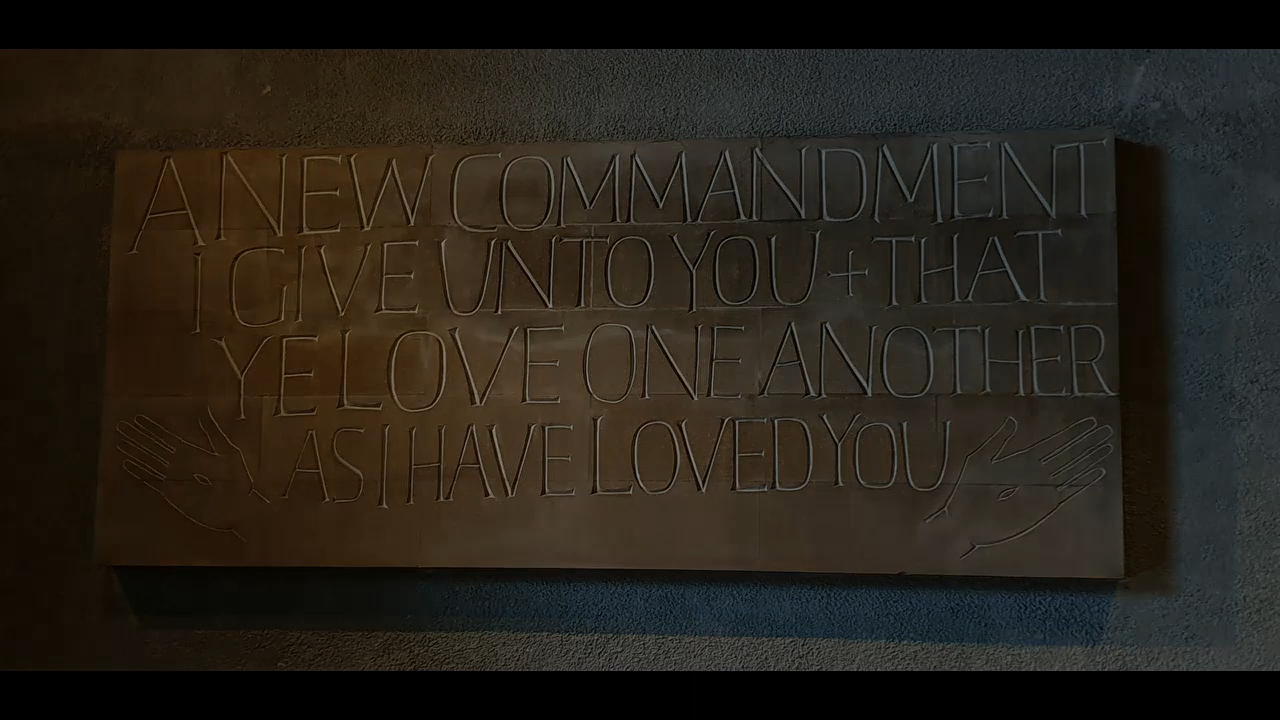 A NEW COMMANDMENT
I GIVE UNTO YOU + THAT
YE LOVE ONE ANOTHER
AS I HAVE LOVED YOU